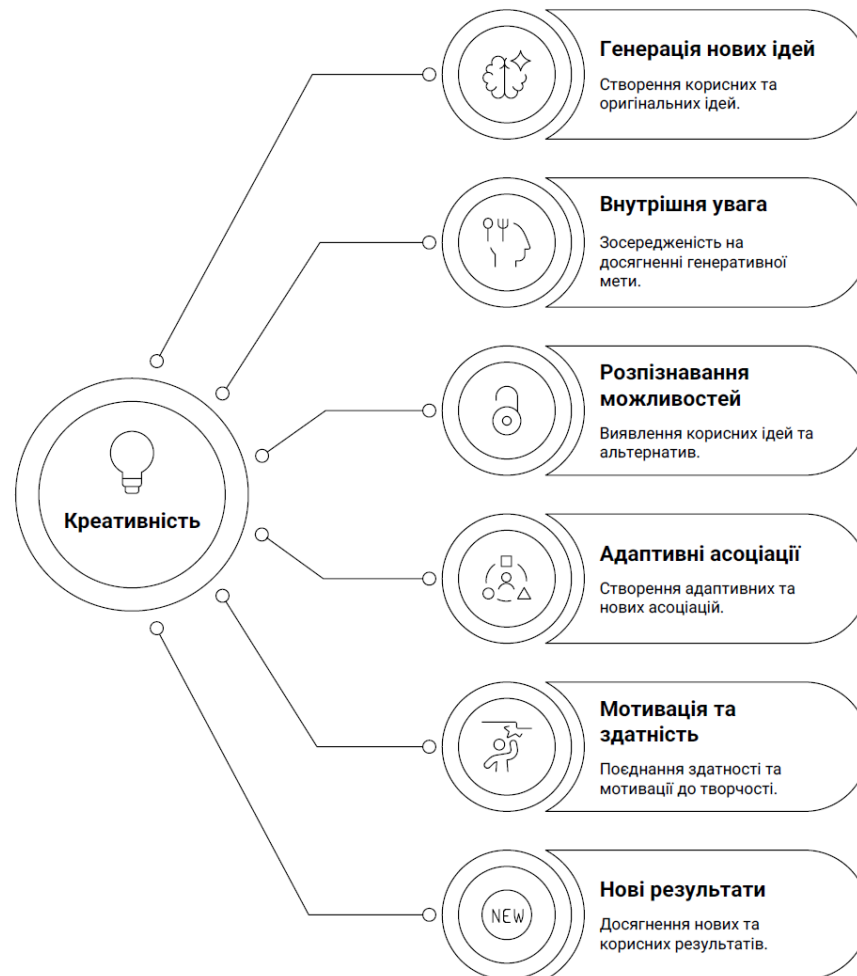 Генерація нових ідей
Створення корисних та
оригінальних ідей.
Внутрішня увага
Зосередженість на
досягненні генеративної
мети.
Розпізнавання
можливостей
Виявлення корисних ідей та
альтернатив.
Креативність
Адаптивні асоціації
Створення адаптивних та
нових асоціацій.
Мотивація та
здатність
Поєднання здатності та
мотивації до творчості.
Нові результати
NEW
Досягнення нових та
корисних результатів.